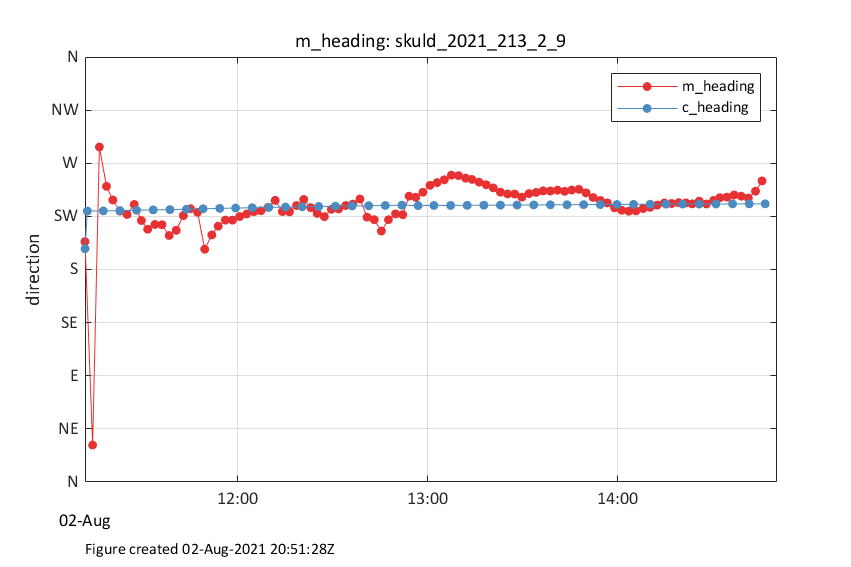 m_heading: skuld_2021_213_2_9
N
NW
W
SW
S
SE
E
NE
N
direction
m_heading
c_heading
12:00
13:00
14:00
02-Aug
Figure created 02-Aug-2021 20:51:28Z